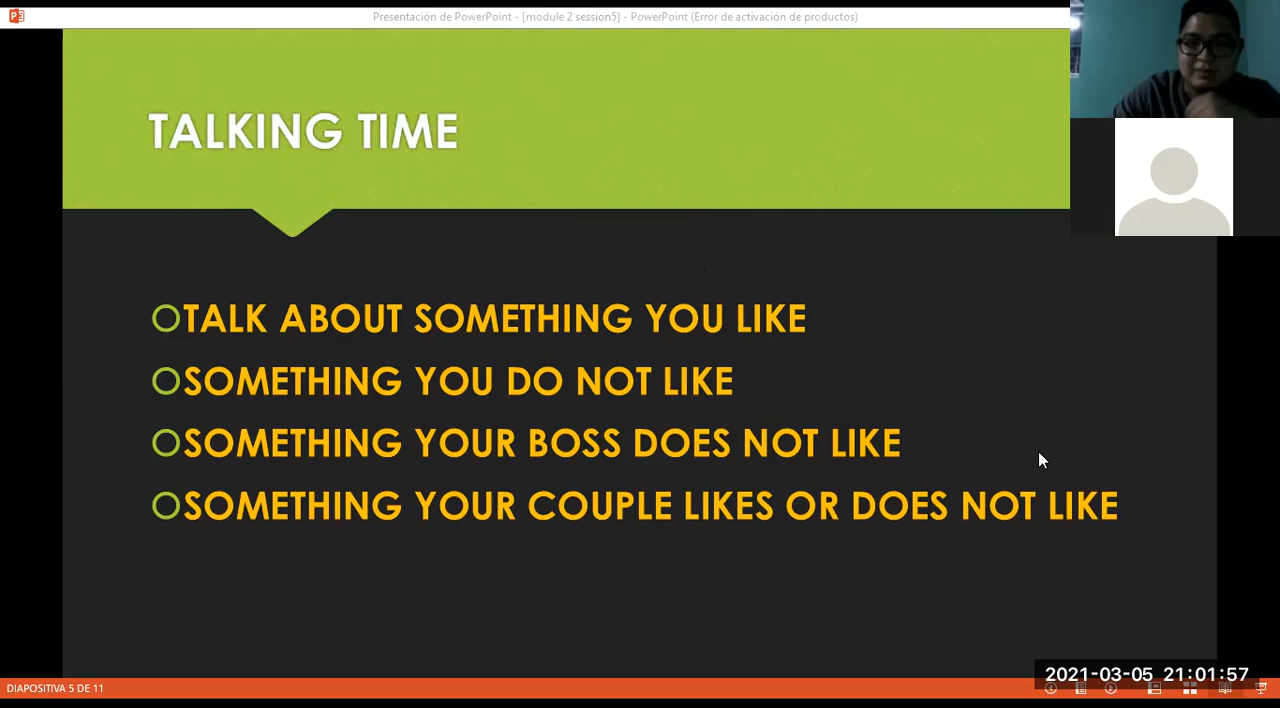 Presentación de PowerPoint - [module 2 session5] - PowerPoint (Error de activación de productos)
TALKING TIME
TALK ABOUT SOMETHING YOU LIKE
SOMETHING YOU DO NOT LIKE
SOMETHING YOUR BOSS DOES NOT LIKE
SOMETHING YOUR COUPLE LIKES OR DOES NOT LIKE
2021-03-05 21:01:57
DIAPOSITIVA 5 DE 11